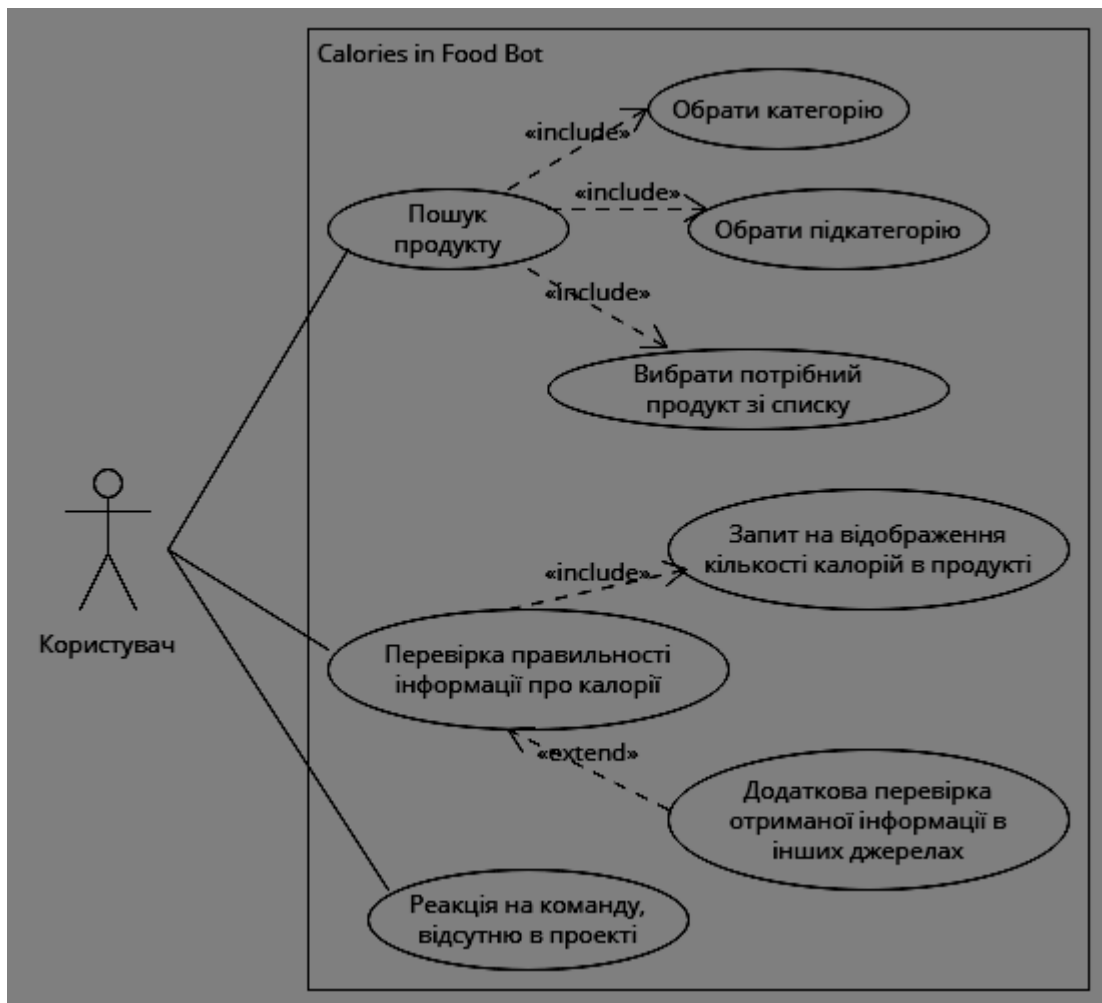 Calories in Food Bot
Обрати категорію
«include»
«include»
Пошук
продукту
Обрати підкатегорію
«include»
Вибрати потрібний
продукт зі списку
Запит на відображення
кількості калорій в продукті
«include»
Користувач
Перевірка правильності
інформації про калорії
«extend»
Додаткова перевірка
отриманої інформації в
інших джерелах
Реакція на команду,
відсутню в проекті